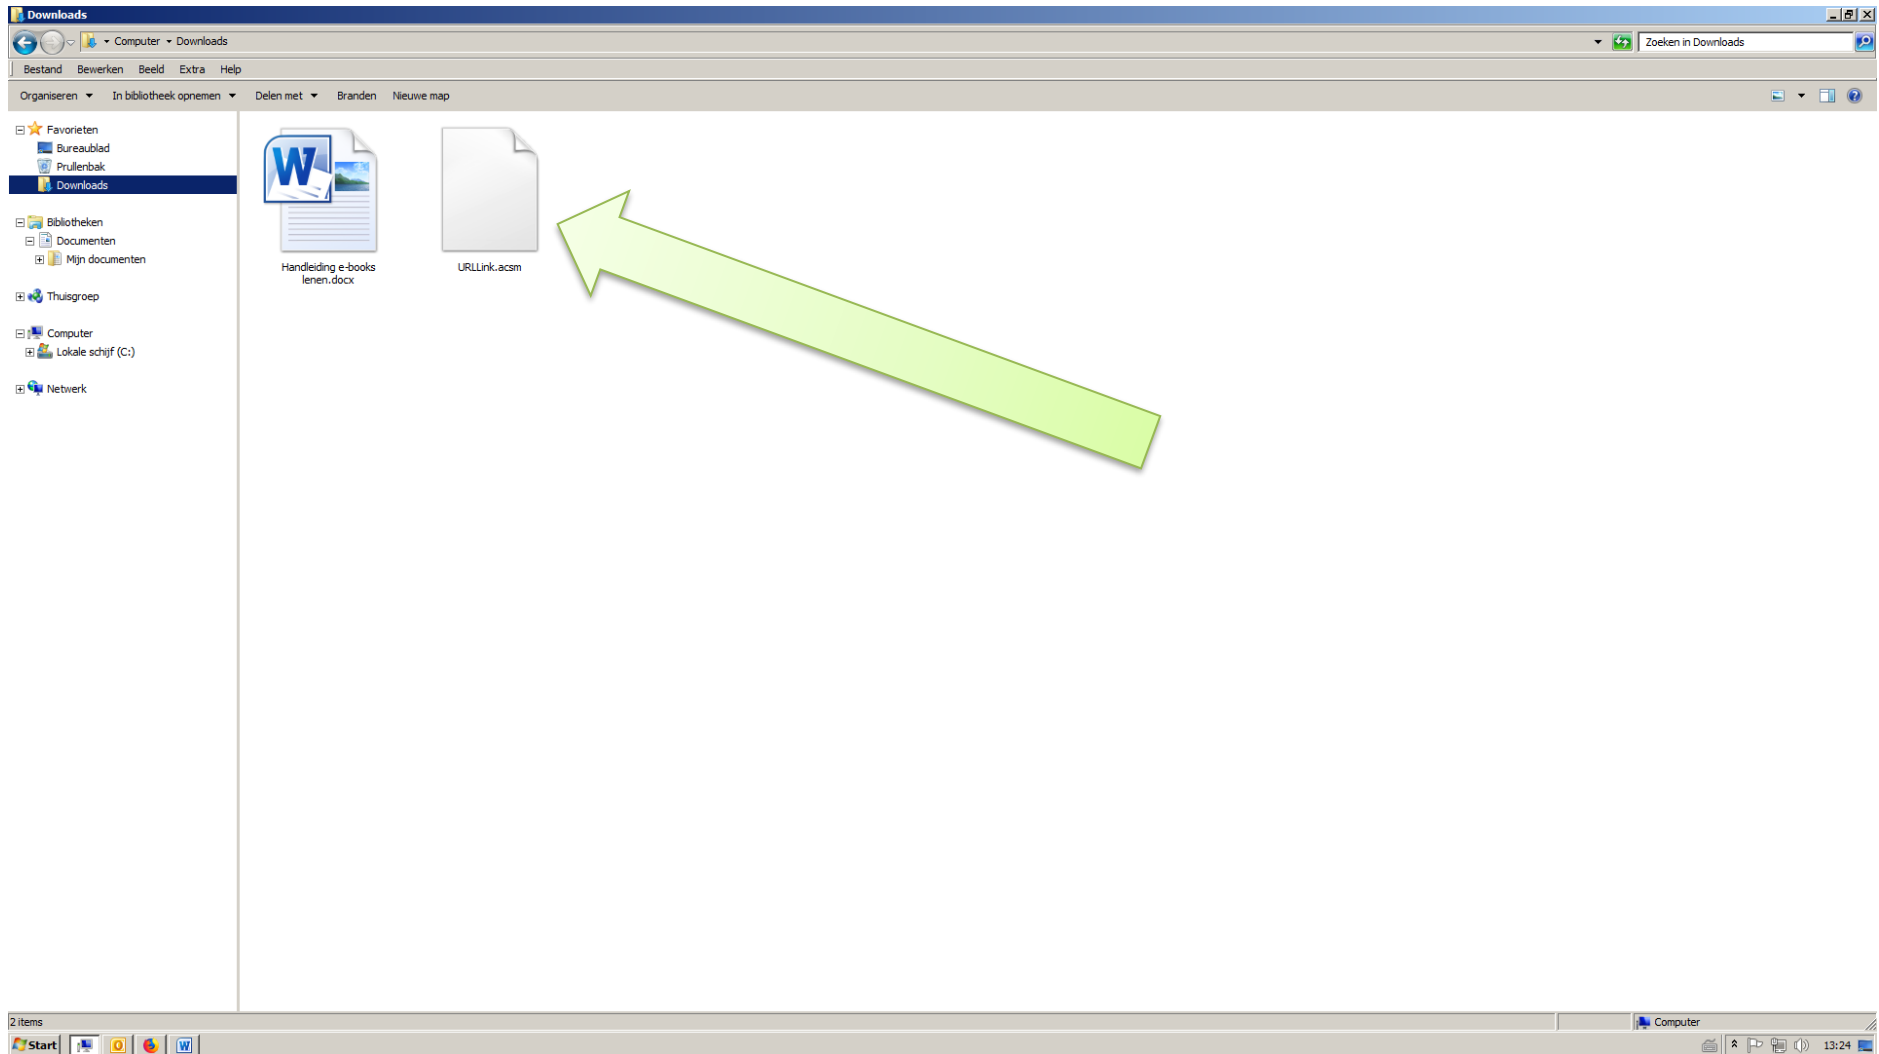 Downloads
Computer Downloads
Zoeken in Downloads
Bestand Bewerken Beeld Extra Help
Organiseren In bibliotheek opnemen Delen met Branden Nieuwe map
Favorieten
Bureaublad
Prullenbak
Downloads
Bibliotheken
Documenten
Mijn documenten
Thuisgroep
Computer
Lokale schijf (C:)
Netwerk
W
Handleiding e-books
lenen.docx
URLLink.acsm
2 items
Computer
Start
13:24